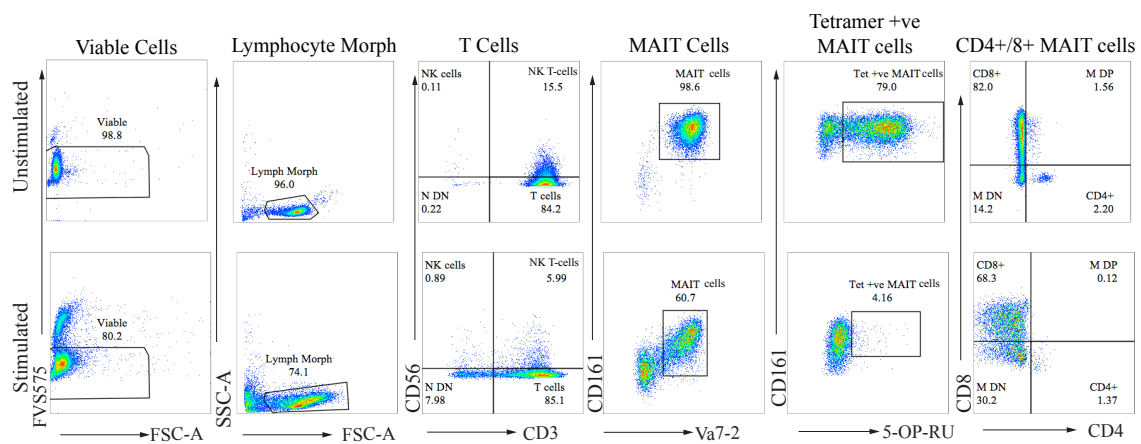 Viable Cells
Lymphocyte Morph
T Cells
MAIT Cells
Tetramer +ve
MAIT cells
CD4+/8+ MAIT cells
Unstimulated
Viable
98.8
Lymph Morph
96.0
NK cells
0.11
NK T-cells
15.5
N DN
0.22
T cells
84.2
MAIT cells
98.6
Tet +ve MAIT cells
79.0
CD8+
82.0
M DP
1.56
M DN
14.2
CD4+
2.20
Stimulated
Viable
80.2
Lymph Morph
74.1
NK cells
0.89
NK T-cells
5.99
N DN
7.98
T cells
85.1
MAIT cells
60.7
Tet +ve MAIT cells
4.16
CD8+
68.3
M DP
0.12
M DN
30.2
CD4+
1.37
FVS575
FSC-A
SSC-A
FSC-A
CD56
CD3
CD161
Va7-2
CD161
5-OP-RU
CD8
CD4